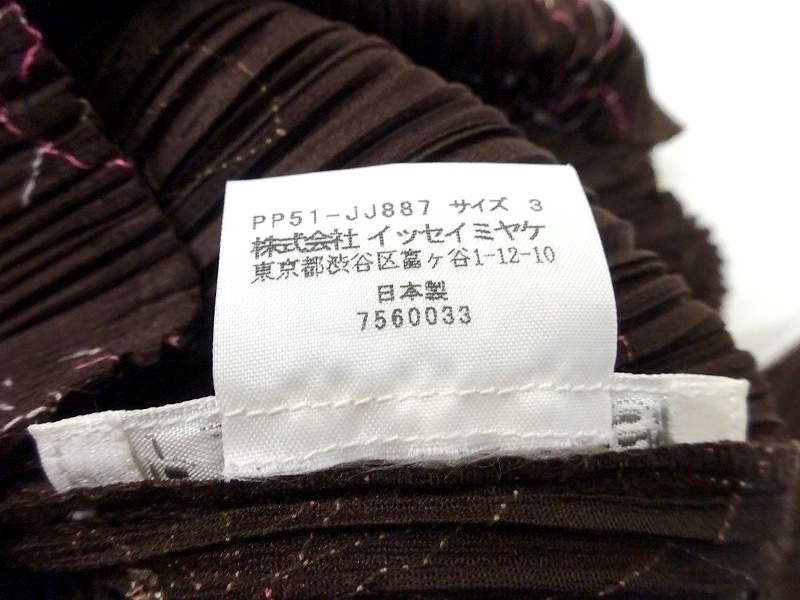 PP51-JJ887 サイズ 3
株式会社 イッセイミヤケ
東京都渋谷区富ヶ谷1-12-10
日本製
7560033